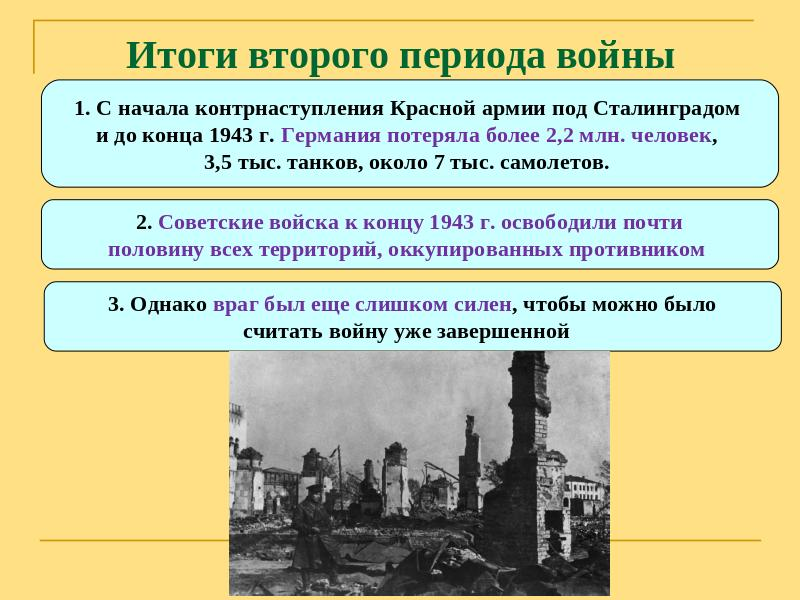 Итоги второго периода войны
1. С начала контрнаступления Красной армии под Сталинградом
и до конца 1943 г. Германия потеряла более 2,2 млн. человек,
3,5 тыс. танков, около 7 тыс. самолетов.
2. Советские войска к концу 1943 г. освободили почти
половину всех территорий, оккупированных противником
3. Однако враг был еще слишком силен, чтобы можно было
считать войну уже завершенной